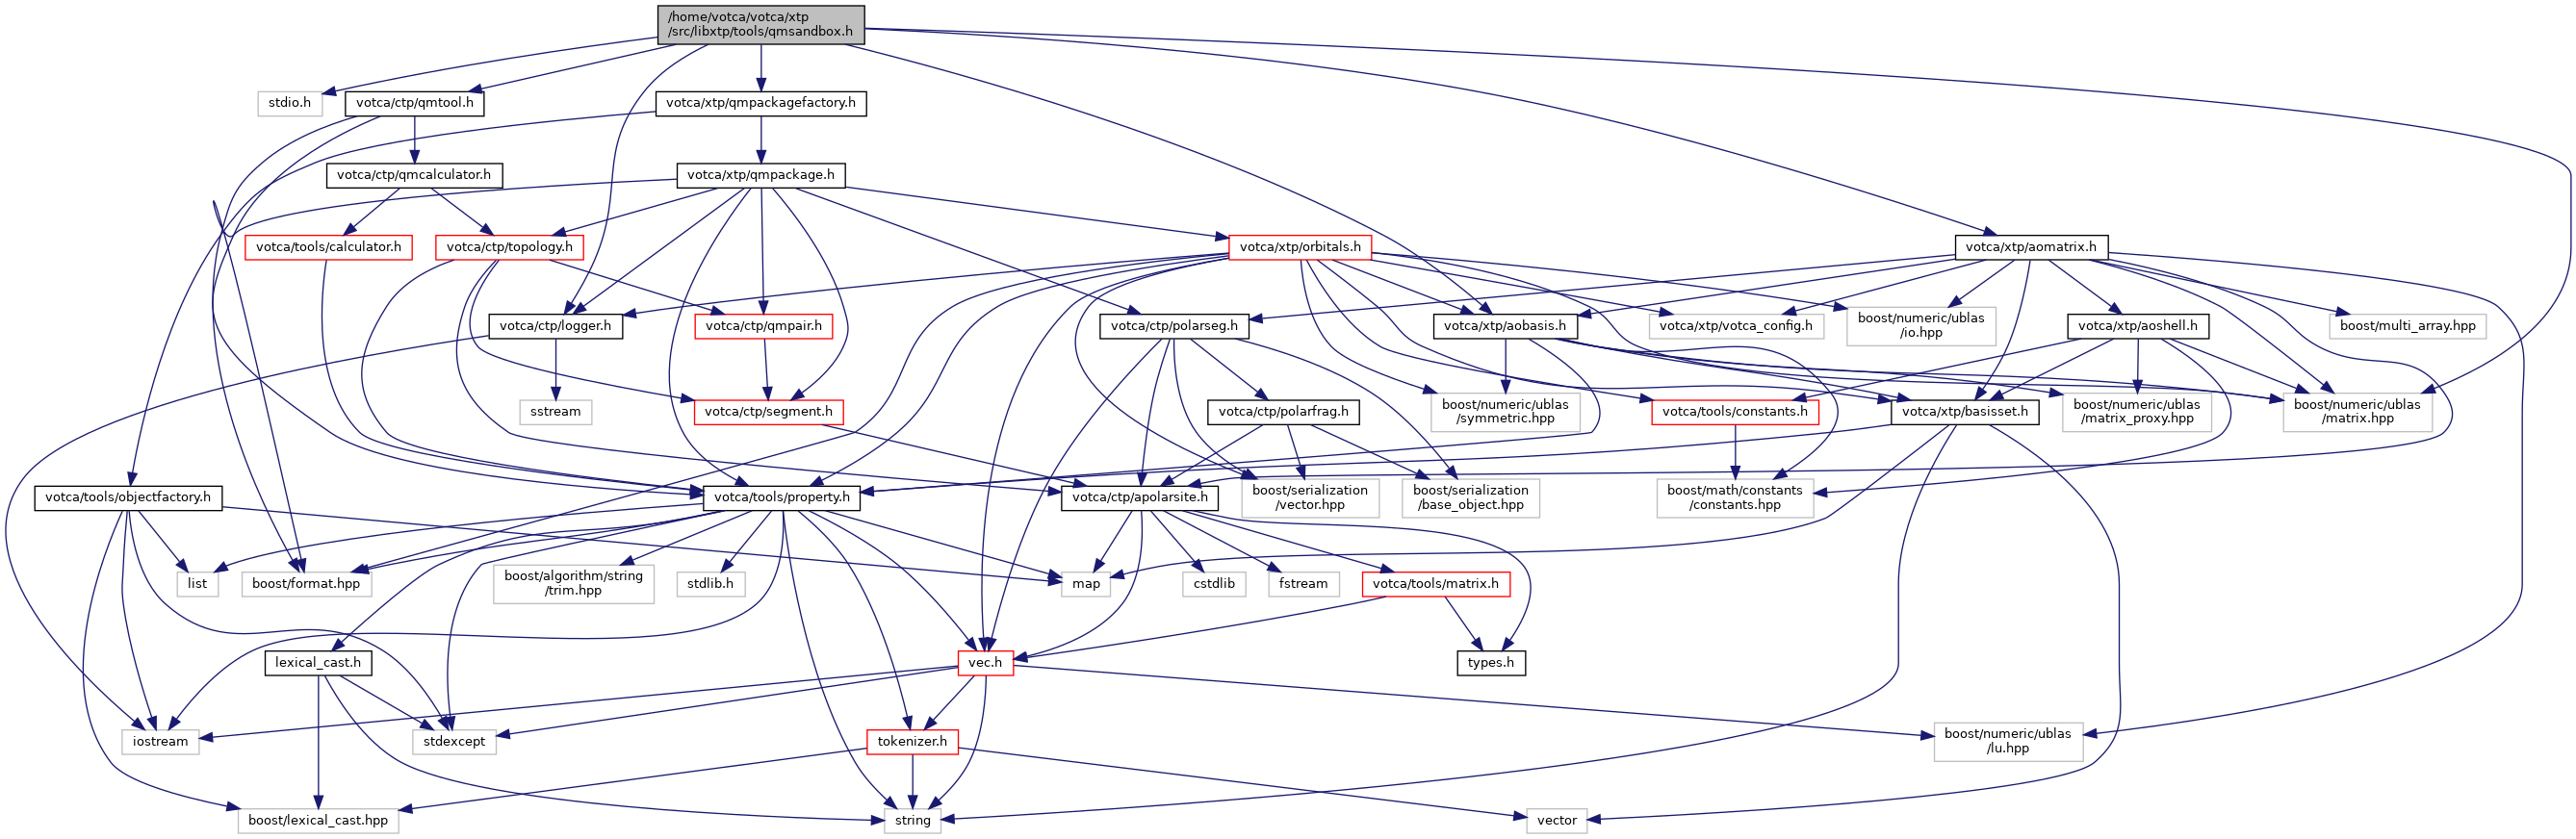 /home/votca/votca/xtp
/src/libxtp/tools/qmsandbox.h
stdio.h
votca/ctp/qmtool.h
votca/xtp/qmpackagefactory.h
votca/ctp/qmcalculator.h
votca/xtp/qmpackage.h
votca/tools/calculator.h
votca/ctp/topology.h
votca/xtp/orbitals.h
votca/xtp/aomatrix.h
votca/ctp/logger.h
votca/ctp/qmpair.h
votca/ctp/polarseg.h
votca/xtp/aobasis.h
votca/xtp/votca_config.h
boost/numeric/ublas
/io.hpp
votca/xtp/aoshell.h
boost/multi_array.hpp
sstream
votca/ctp/segment.h
votca/ctp/polarfrag.h
boost/numeric/ublas
/symmetric.hpp
votca/tools/constants.h
votca/xtp/basisset.h
boost/numeric/ublas
/matrix_proxy.hpp
boost/numeric/ublas
/matrix.hpp
votca/tools/objectfactory.h
votca/tools/property.h
votca/ctp/apolarsite.h
boost/serialization
/vector.hpp
boost/serialization
/base_object.hpp
boost/math/constants
/constants.hpp
list
boost/format.hpp
boost/algorithm/string
/trim.hpp
stdlib.h
map
cstdlib
fstream
votca/tools/matrix.h
lexical_cast.h
vec.h
types.h
iostream
stdexcept
tokenizer.h
boost/numeric/ublas
/lu.hpp
boost/lexical_cast.hpp
string
vector